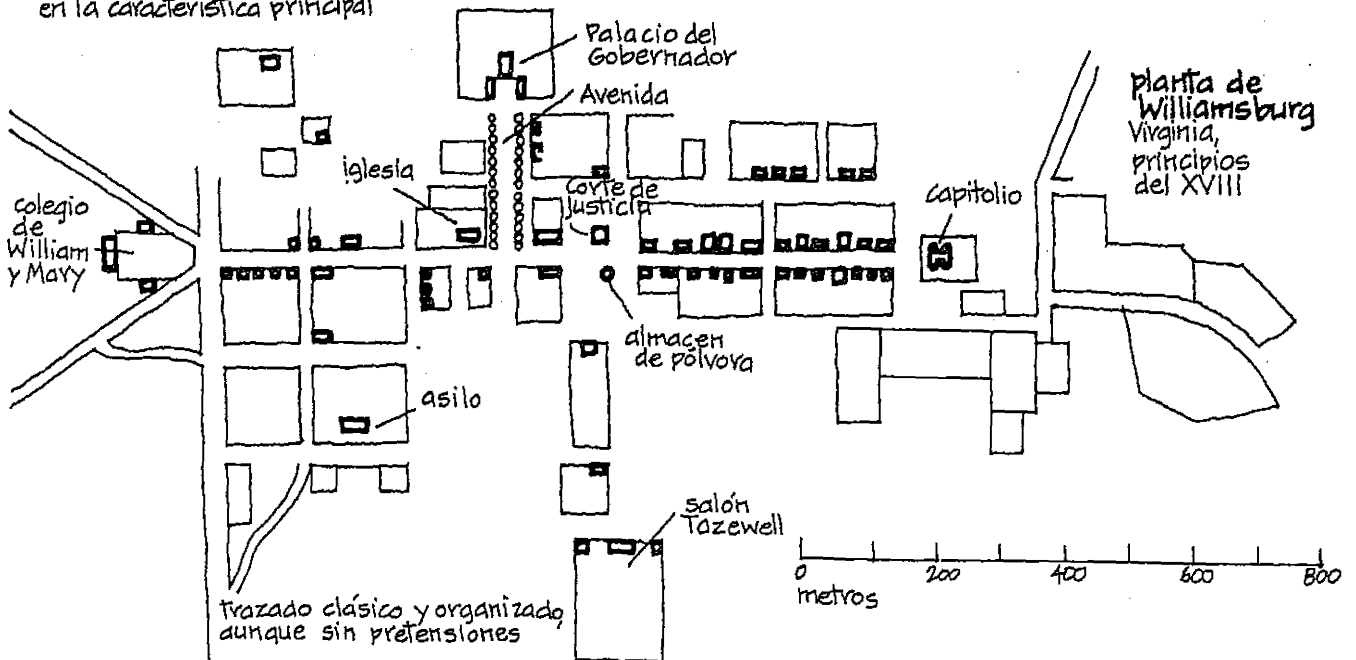 en la característica principal
Palacio del
Gobernador
Avenida
planta de
Williamsburg
Virginia,
principios
del XVIII
iglesia
corte de
justicia
capitolio
colegio
de
William
y Mary
almacen
de pólvora
asilo
salón
Tazewell
0 200 400 600 800
metros
trazado clásico y organizado,
aunque sin pretensiones